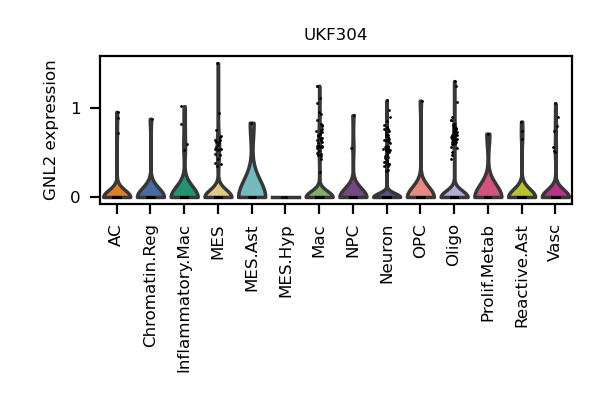 UKF304
GNL2 expression
1
0
AC
Chromatin.Reg
Inflammatory.Mac
MES
MES.Ast
MES.Hyp
Mac
NPC
Neuron
OPC
Oligo
Prolif.Metab
Reactive.Ast
Vasc